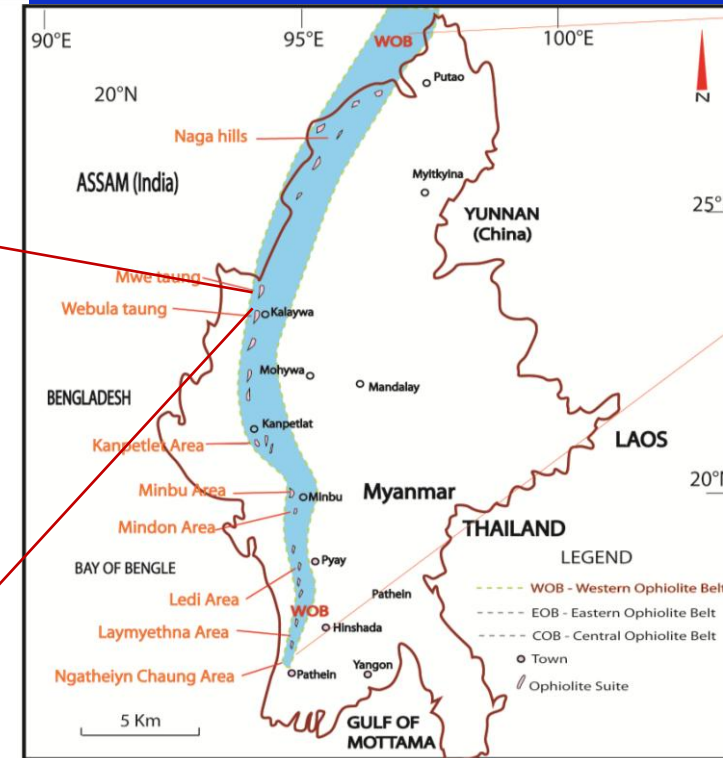 90°E
95°E
100°E
WOB
Putao
20°N
N
Naga hills
Myitkyina
ASSAM (India)
YUNNAN
(China)
25°
Mwe taung
Webula taung
Kalaywa
Mohywa
Mandalay
BENGLADESH
Kanpetlat
Kanpetlet Area
LAOS
Minbu Area
Minbu
Myanmar
20°N
Mindon Area
THAILAND
BAY OF BENGLE
Pyay
LEGEND
WOB - Western Ophiolite Belt
Ledi Area
Pathein
WOB
EOB - Eastern Ophiolite Belt
Laymyethna Area
Hinshada
COB - Central Ophiolite Belt
Town
Ngatheiyn Chaung Area
Pathein
Yangon
Ophiolite Suite
5 Km
GULF OF
MOTTAMA